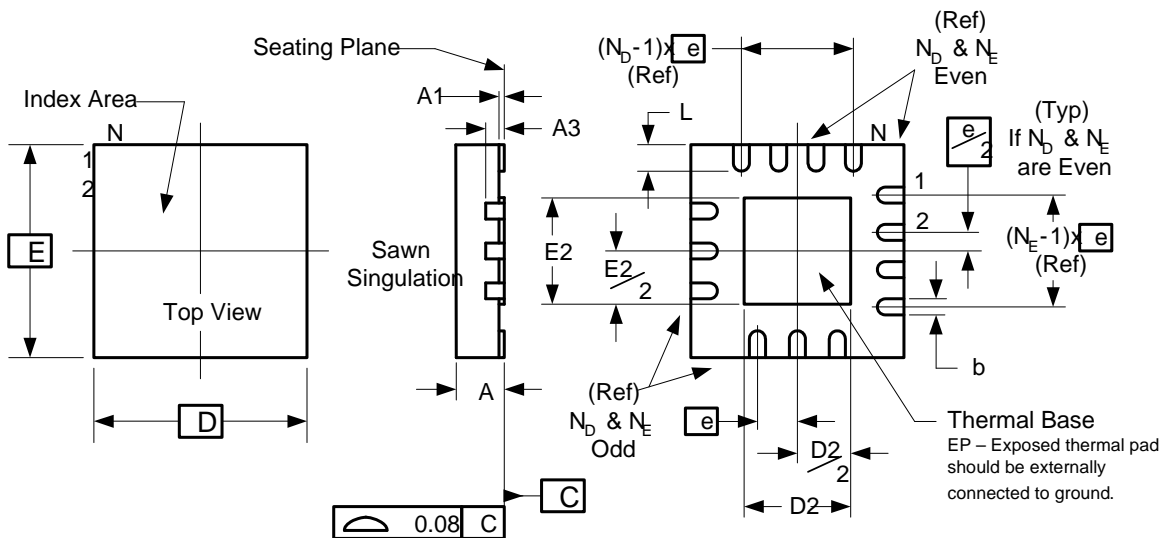 Seating Plane
Index Area
N
1
2
E
Top View
D
A1
A3
Sawn
Singulation
A
0.08 C
C
(N_D-1)x e
(Ref)
L
E2
E2/2
(Ref)
N_D & N_E
Even
N
e/2
(Typ)
If N_D & N_E
are Even
1
2
(N_E-1)x e
(Ref)
b
(Ref)
N_D & N_E
Odd
e
D2/2
D2
Thermal Base
EP – Exposed thermal pad
should be externally
connected to ground.